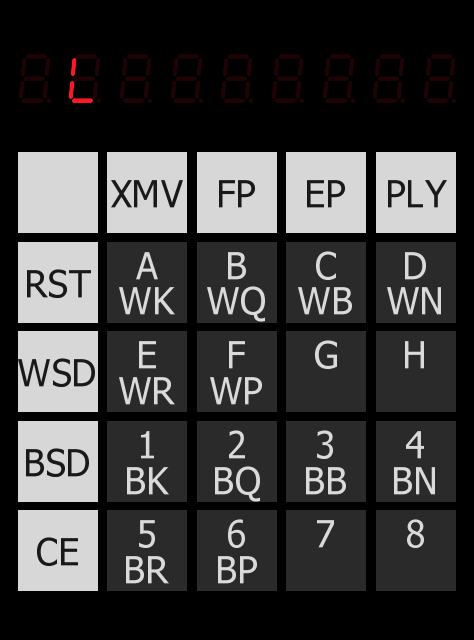 L
XMV FP EP PLY
RST A B C D
WK WQ WB WN
WSD E F G H
WR WP
BSD 1 2 3 4
BK BQ BB BN
CE 5 6 7 8
BR BP